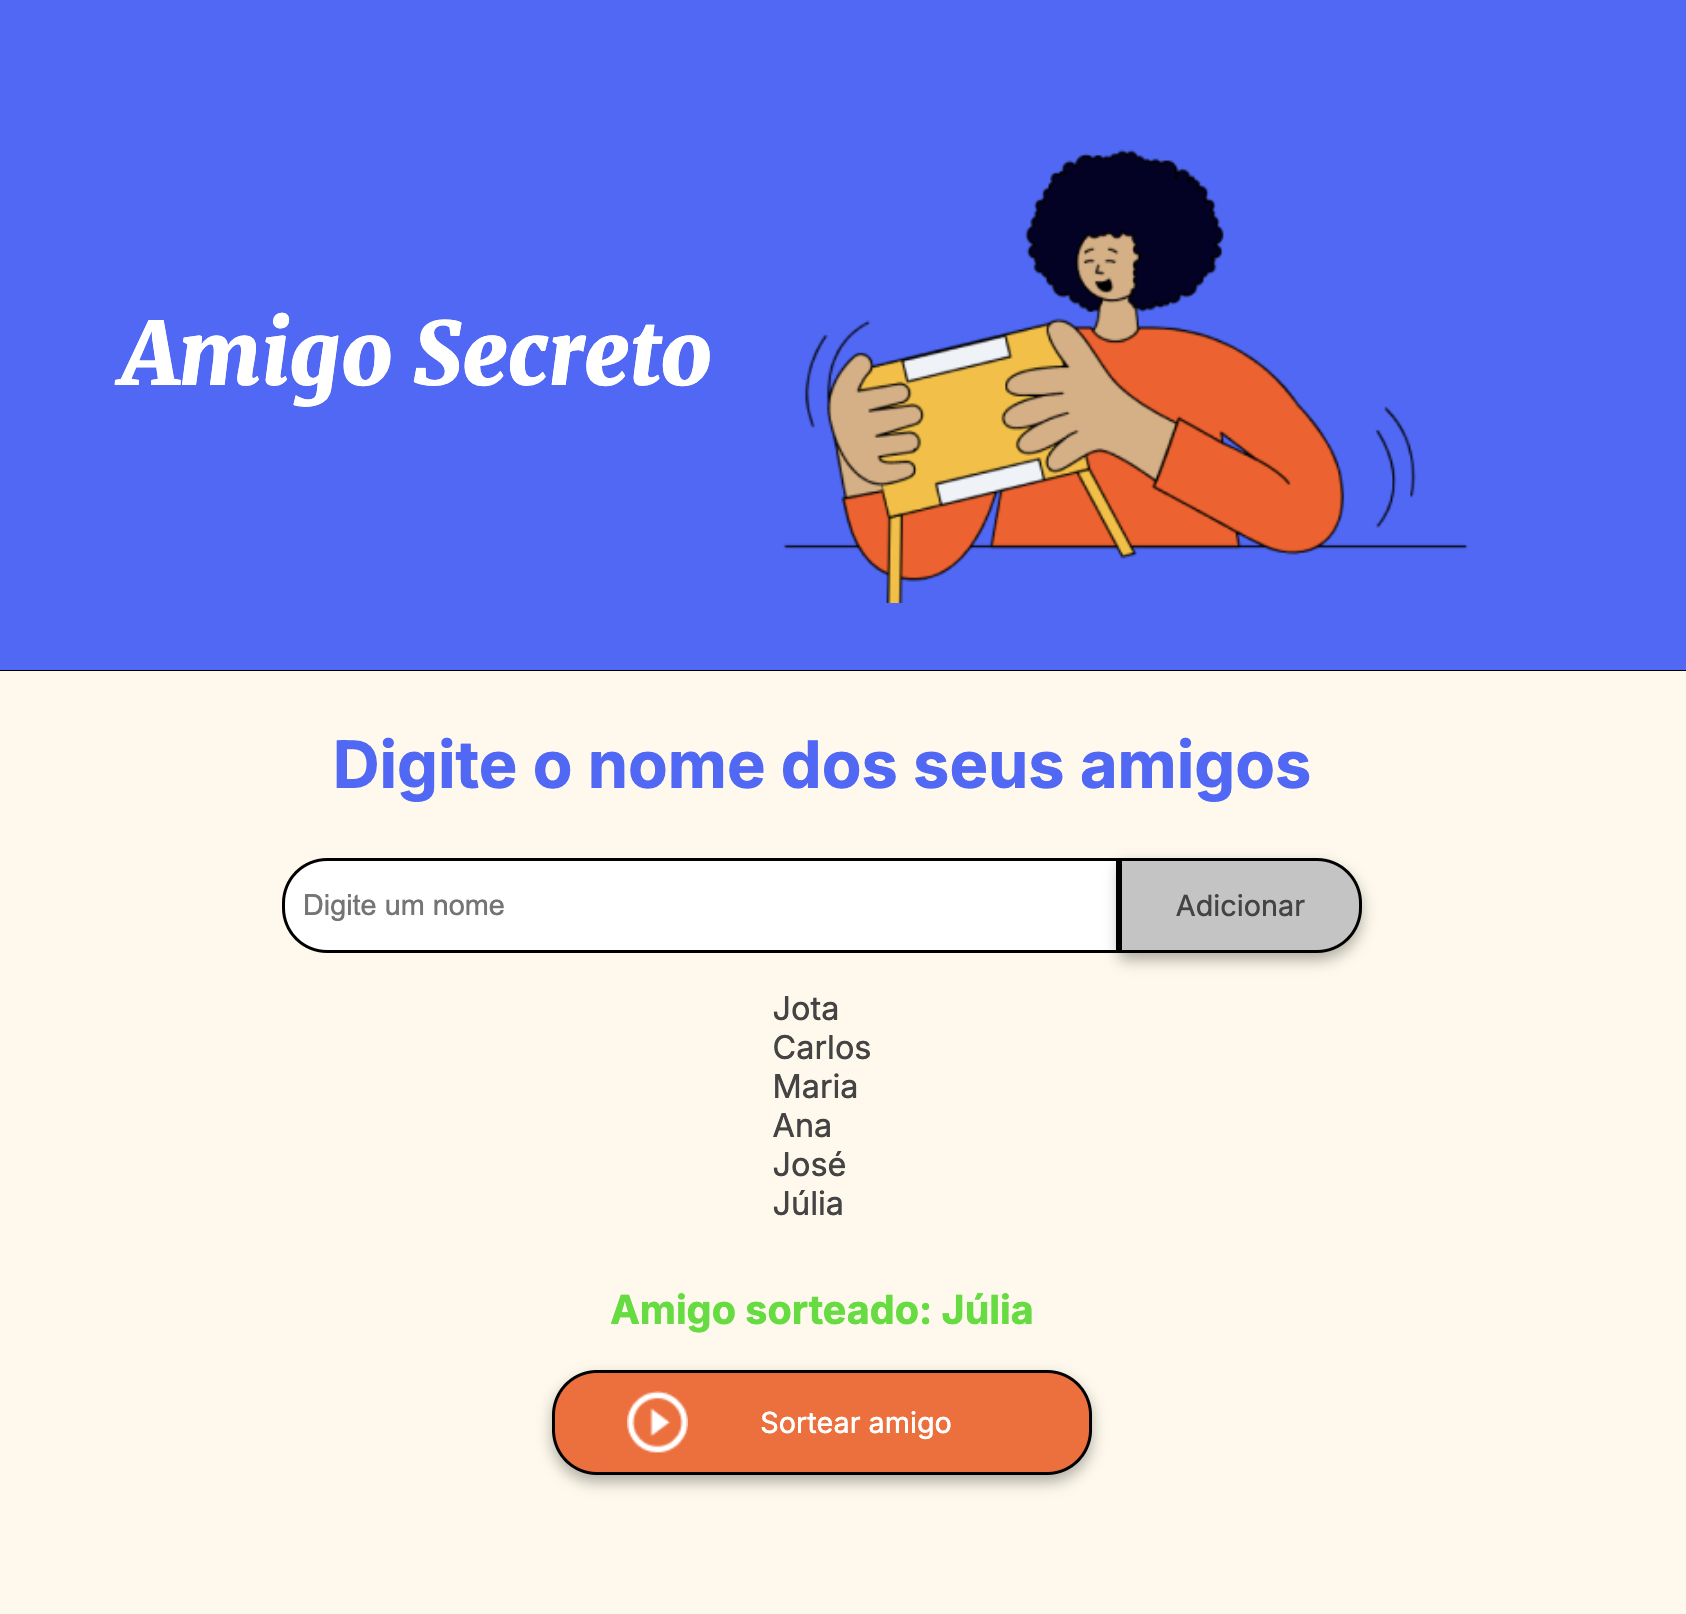 Amigo Secreto
Digite o nome dos seus amigos
Digite um nome
Adicionar
Jota
Carlos
Maria
Ana
José
Júlia
Amigo sorteado: Júlia
Sortear amigo